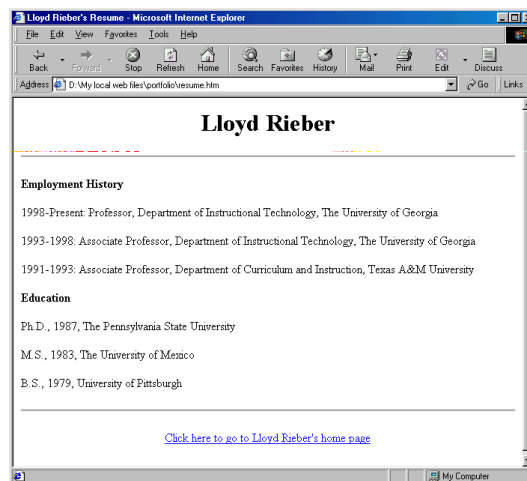 Lloyd Rieber's Resume - Microsoft Internet Explorer
File Edit View Favorites Tools Help
Back Forward Stop Refresh Home Search Favorites History Mail Print Edit Discuss
Address D:\My local web files\portfolio\resume.htm Go Links
Lloyd Rieber
Employment History
1998-Present: Professor, Department of Instructional Technology, The University of Georgia
1993-1998: Associate Professor, Department of Instructional Technology, The University of Georgia
1991-1993: Associate Professor, Department of Curriculum and Instruction, Texas A&M University
Education
Ph.D., 1987, The Pennsylvania State University
M.S., 1983, The University of Mexico
B.S., 1979, University of Pittsburgh
Click here to go to Lloyd Rieber's home page
My Computer